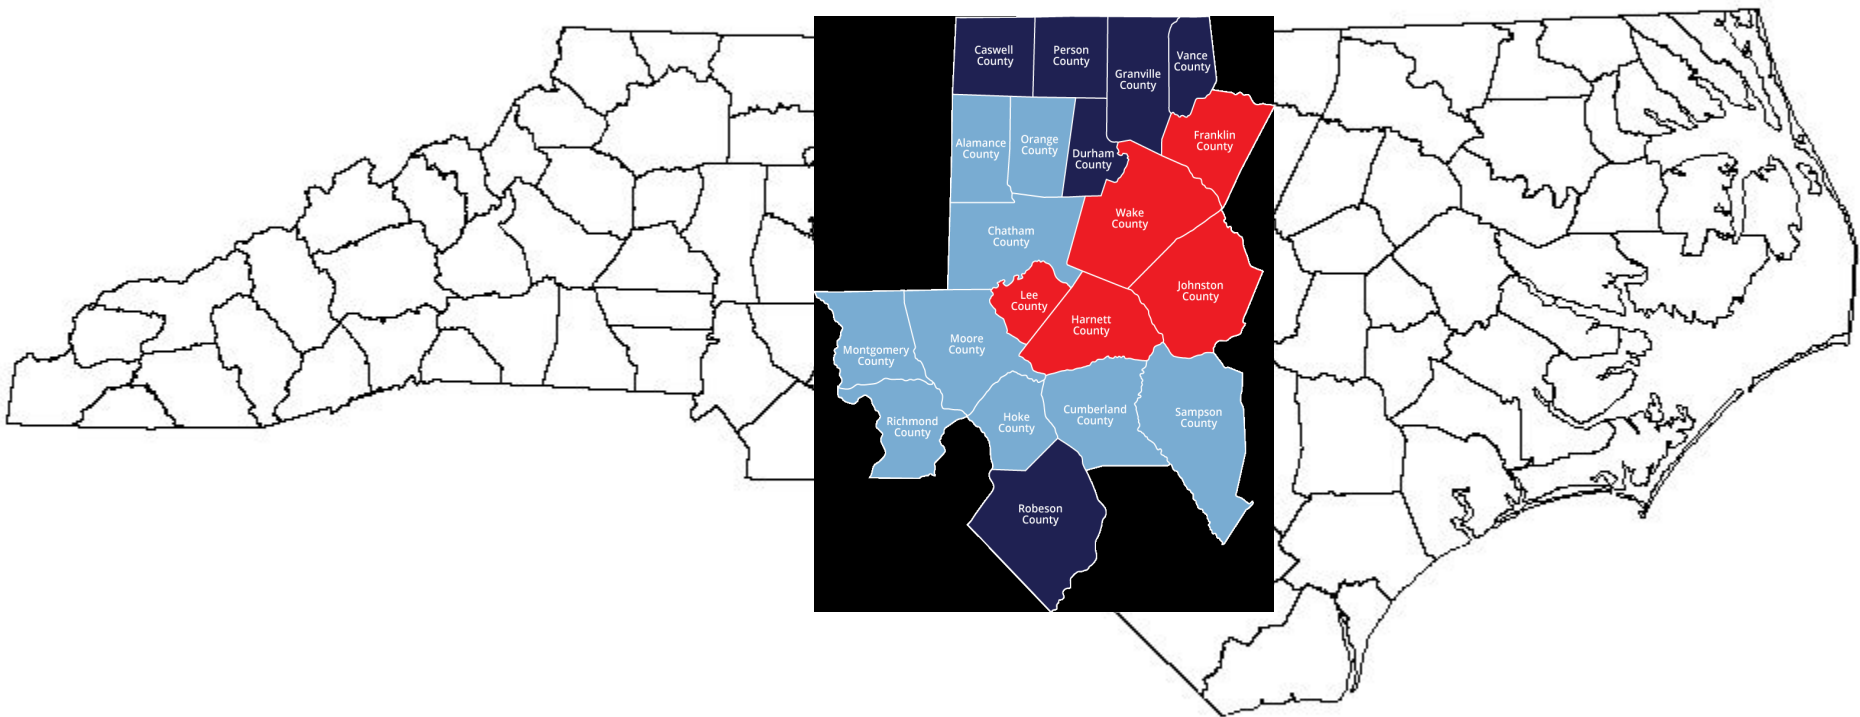 Caswell
County
Person
County
Granville
County
Vance
County
Alamance
County
Orange
County
Durham
County
Franklin
County
Chatham
County
Wake
County
Lee
County
Johnston
County
Harnett
County
Montgomery
County
Moore
County
Richmond
County
Hoke
County
Cumberland
County
Sampson
County
Robeson
County